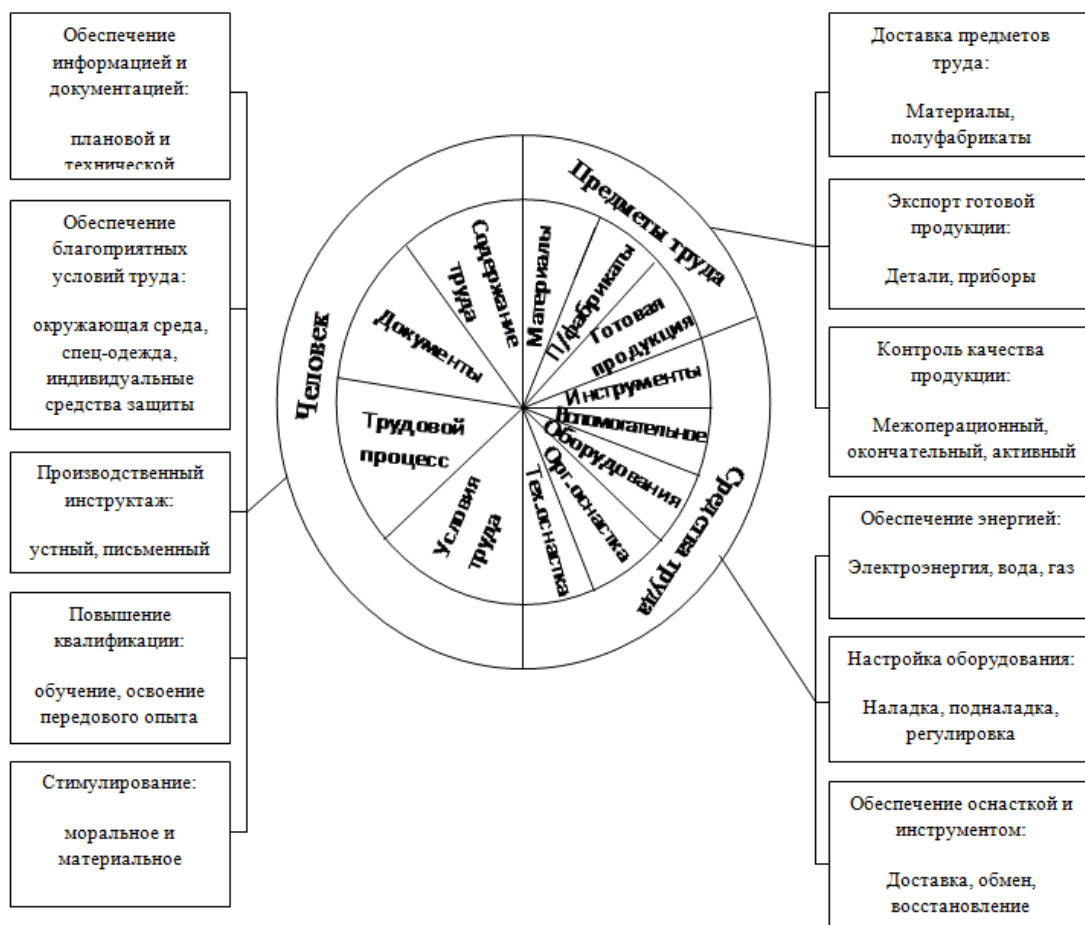 Обеспечение
информацией и
документацией:
плановой и
технической
Обеспечение
благоприятных
условий труда:
окружающая среда,
спец-одежда,
индивидуальные
средства защиты
Производственный
инструктаж:
устный, письменный
Повышение
квалификации:
обучение, освоение
передового опыта
Стимулирование:
моральное и
материальное
Человек
Предметы труда
Средства труда
Содержание
труда
Документы
Трудовой
процесс
Условия
труда
Материалы
П/фабрикаты
Готовая
продукция
Инструменты
Вспомогательное
Оборудования
Орг.оснастка
Тех.оснастка
Доставка предметов
труда:
Материалы,
полуфабрикаты
Экспорт готовой
продукции:
Детали, приборы
Контроль качества
продукции:
Межоперационный,
окончательный, активный
Обеспечение энергией:
Электроэнергия, вода, газ
Настройка оборудования:
Наладка, подналадка,
регулировка
Обеспечение оснасткой и
инструментом:
Доставка, обмен,
восстановление